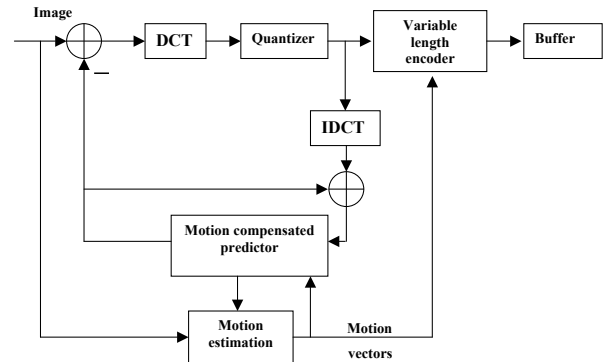 Image
DCT
Quantizer
Variable
length
encoder
Buffer
IDCT
Motion compensated
predictor
Motion
estimation
Motion
vectors